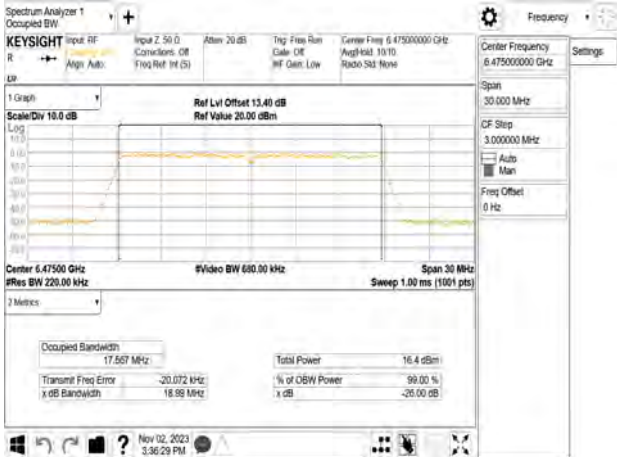 Spectrum Analyzer 1
Occupied BW
Frequency
KEYSIGHT
Input: RF
Align: Auto
Input Z: 50 Ω
Corrections: Off
Freq Ref: Int (S)
Atten: 20 dB
Trig: Free Run
Gate: Off
#IF Gain: Low
Center Freq: 6.475000000 GHz
Avg|Hold: 10/10
Radio Std: None
Center Frequency
6.475000000 GHz
Settings
Span
30.000 MHz
CF Step
3.000000 MHz
Auto
Man
Freq Offset
0 Hz
1 Graph
Scale/Div 10.0 dB
Ref Lvl Offset 13.40 dB
Ref Value 20.00 dBm
Log
10.0
0.00
Center 6.47500 GHz
#Video BW 680.00 kHz
Span 30 MHz
#Res BW 220.00 kHz
Sweep 1.00 ms (1001 pts)
2 Metrics
Occupied Bandwidth
17.567 MHz
Total Power
16.4 dBm
Transmit Freq Error
-20.072 kHz
% of OBW Power
99.00 %
x dB Bandwidth
18.99 MHz
x dB
-26.00 dB
Nov 02, 2023
3:36:29 PM